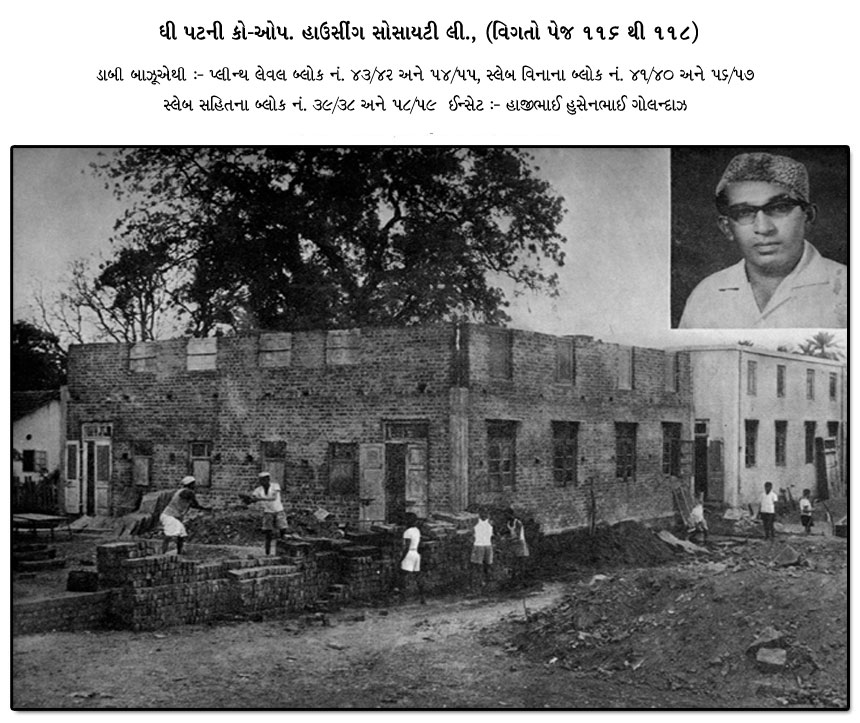 ધી પટની કો-ઓપ. હાઉસીંગ સોસાયટી લી., (વિગતો પેજ ૧૧૬ થી ૧૧૮)
ડાબી બાઝૂએથી :- પ્લીન્થ લેવલ બ્લોક નં. ૪૩/૪૨ અને ૫૪/૫૫, સ્લેબ વિનાના બ્લોક નં. ૪૧/૪૦ અને ૫૬/૫૭
સ્લેબ સહિતના બ્લોક નં. ૩૯/૩૮ અને ૫૮/૫૯ ઈન્સેટ :- હાજીભાઈ હુસેનભાઈ ગોલન્દાઝ